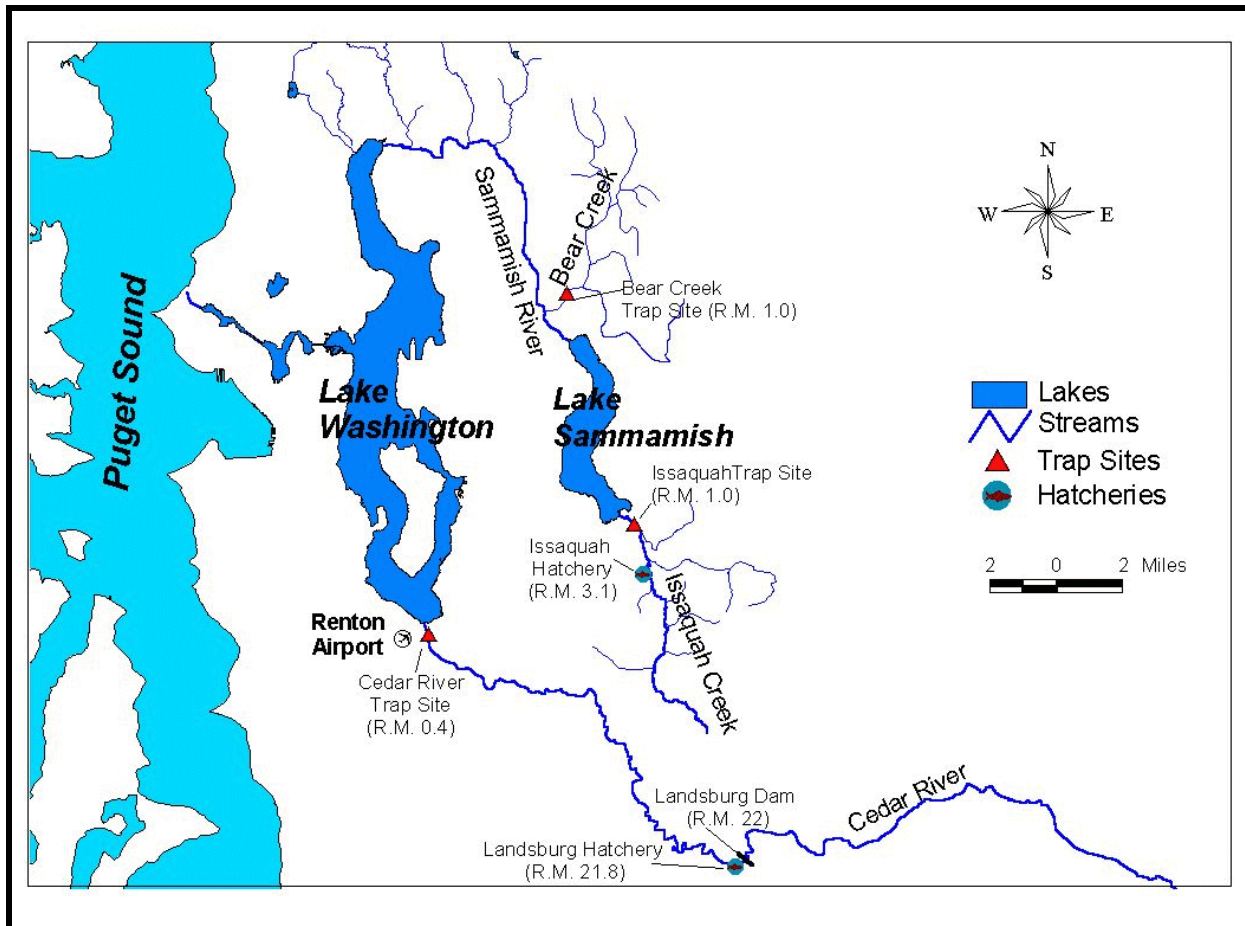 N
W
E
S
Sammamish River
Bear Creek
Bear Creek
Trap Site (R.M. 1.0)
Puget Sound
Lake
Washington
Lake
Sammamish
Lakes
Streams
Trap Sites
Hatcheries
IssaquahTrap Site
(R.M. 1.0)
Issaquah
Hatchery
(R.M. 3.1)
2 0 2 Miles
Issaquah Creek
Renton
Airport
Cedar River
Trap Site
(R.M. 0.4)
Landsburg Dam
(R.M. 22)
Cedar River
Landsburg Hatchery
(R.M. 21.8)